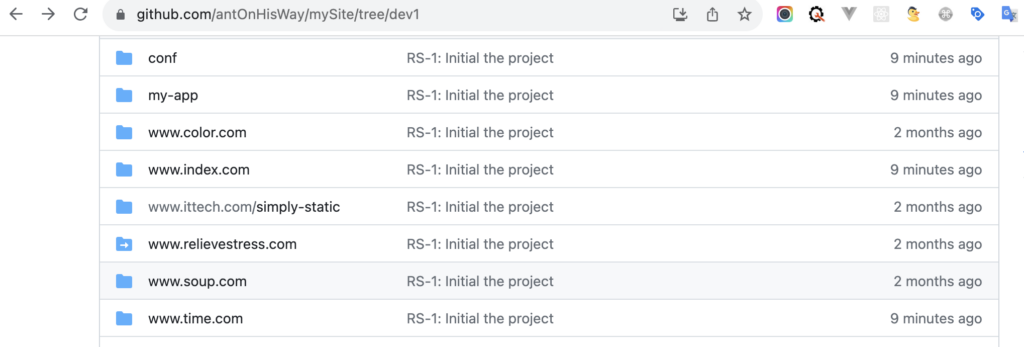 github.com/antOnHisWay/mySite/tree/dev1
conf RS-1: Initial the project 9 minutes ago
my-app RS-1: Initial the project 9 minutes ago
www.color.com RS-1: Initial the project 2 months ago
www.index.com RS-1: Initial the project 9 minutes ago
www.ittech.com/simply-static RS-1: Initial the project 2 months ago
www.relievestress.com RS-1: Initial the project 2 months ago
www.soup.com RS-1: Initial the project 2 months ago
www.time.com RS-1: Initial the project 9 minutes ago